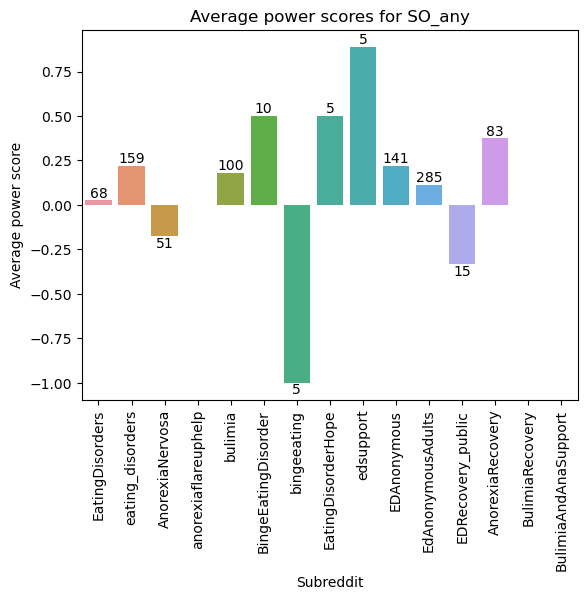 Average power scores for SO_any
Average power score
0.75
0.50
0.25
0.00
−0.25
−0.50
−0.75
−1.00
68
159
51
100
10
5
5
5
141
285
15
83
EatingDisorders
eating_disorders
AnorexiaNervosa
anorexiaflareuphelp
bulimia
BingeEatingDisorder
bingeeating
EatingDisorderHope
edsupport
EDAnonymous
EdAnonymousAdults
EDRecovery_public
AnorexiaRecovery
BulimiaRecovery
BulimiaAndAnaSupport
Subreddit